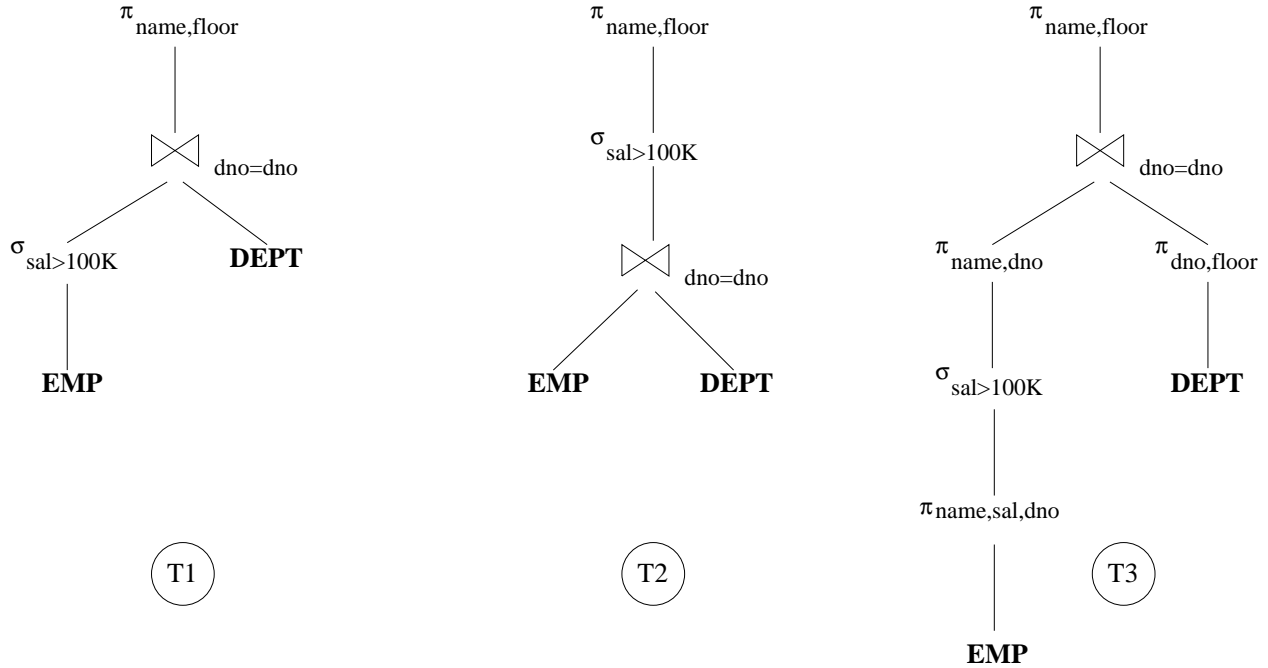 π name,floor
dno=dno
σ sal>100K
DEPT
EMP
T1
π name,floor
σ sal>100K
dno=dno
EMP
DEPT
T2
π name,floor
dno=dno
π name,dno
π dno,floor
σ sal>100K
DEPT
π name,sal,dno
T3
EMP